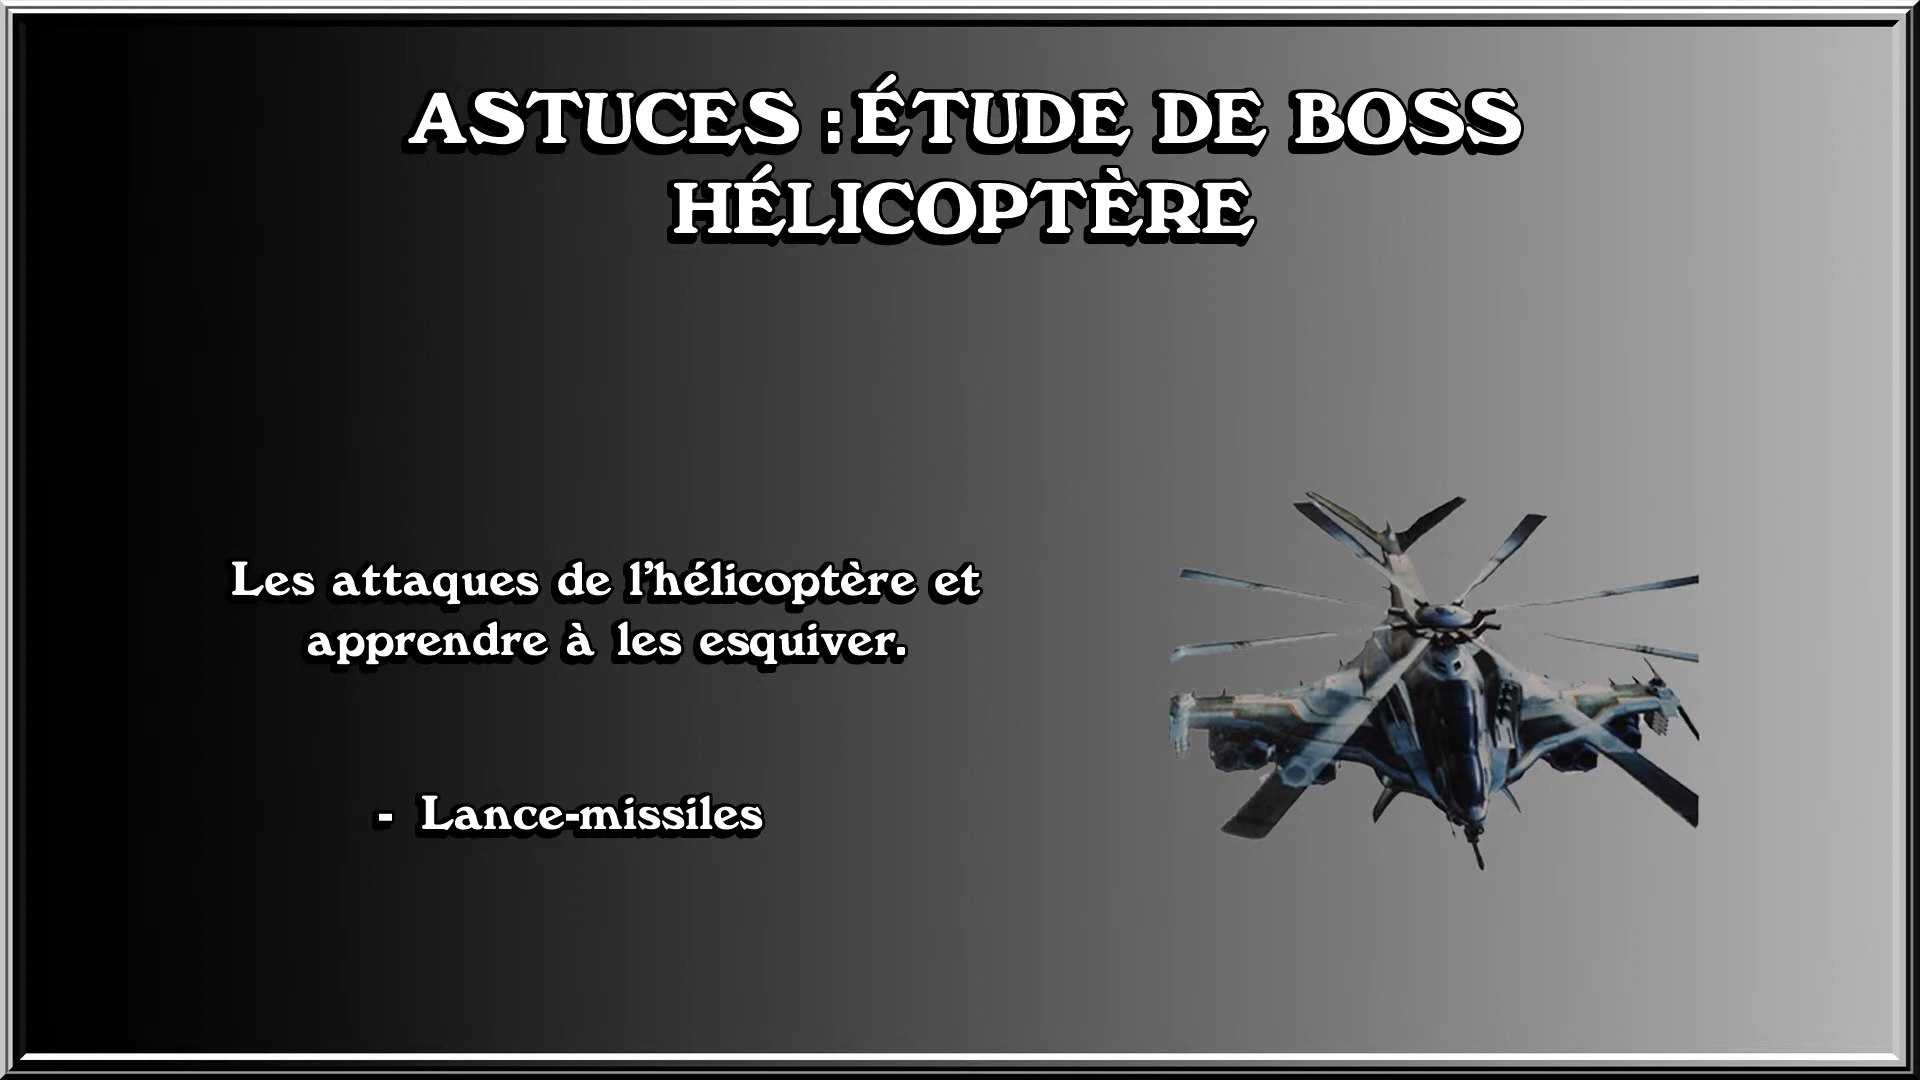 ASTUCES : ÉTUDE DE BOSS
HÉLICOPTÈRE
Les attaques de l'hélicoptère et
apprendre à les esquiver.
- Lance-missiles